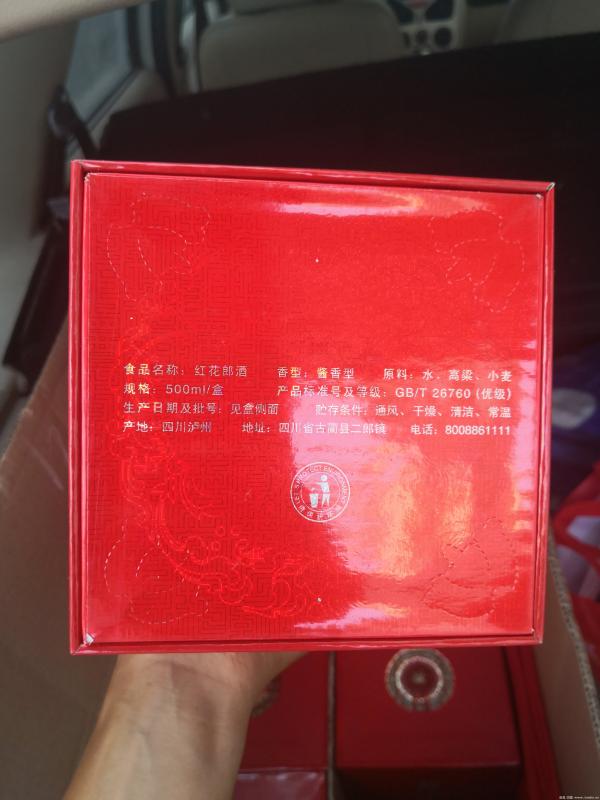 食品名称：红花郎酒 香型：酱香型 原料：水、高粱、小麦
规格：500ml/盒 产品标准号及等级：GB/T 26760 (优级)
生产日期及批号：见盒侧面 贮存条件：通风、干燥、清洁、常温
产地：四川泸州 地址：四川省古蔺县二郎镇 电话：8008861111